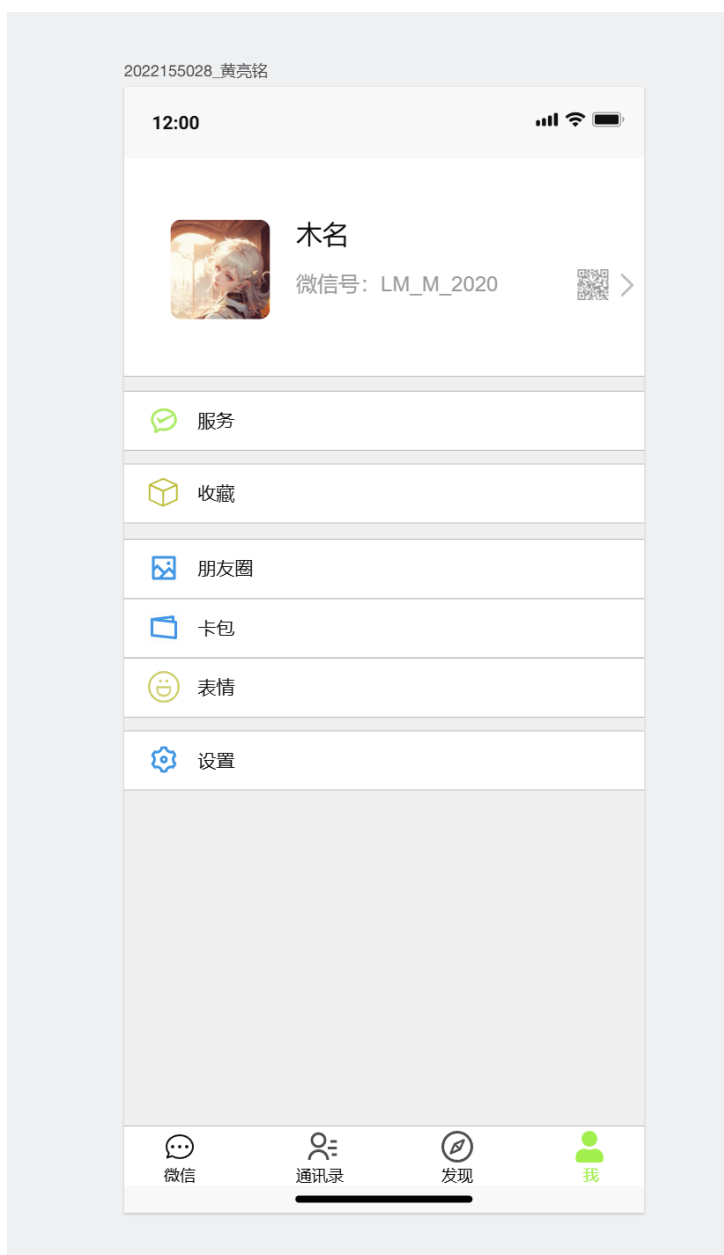 2022155028_黄亮铭
12:00
木名
微信号：LM_M_2020
服务
收藏
朋友圈
卡包
表情
设置
微信 通讯录 发现 我